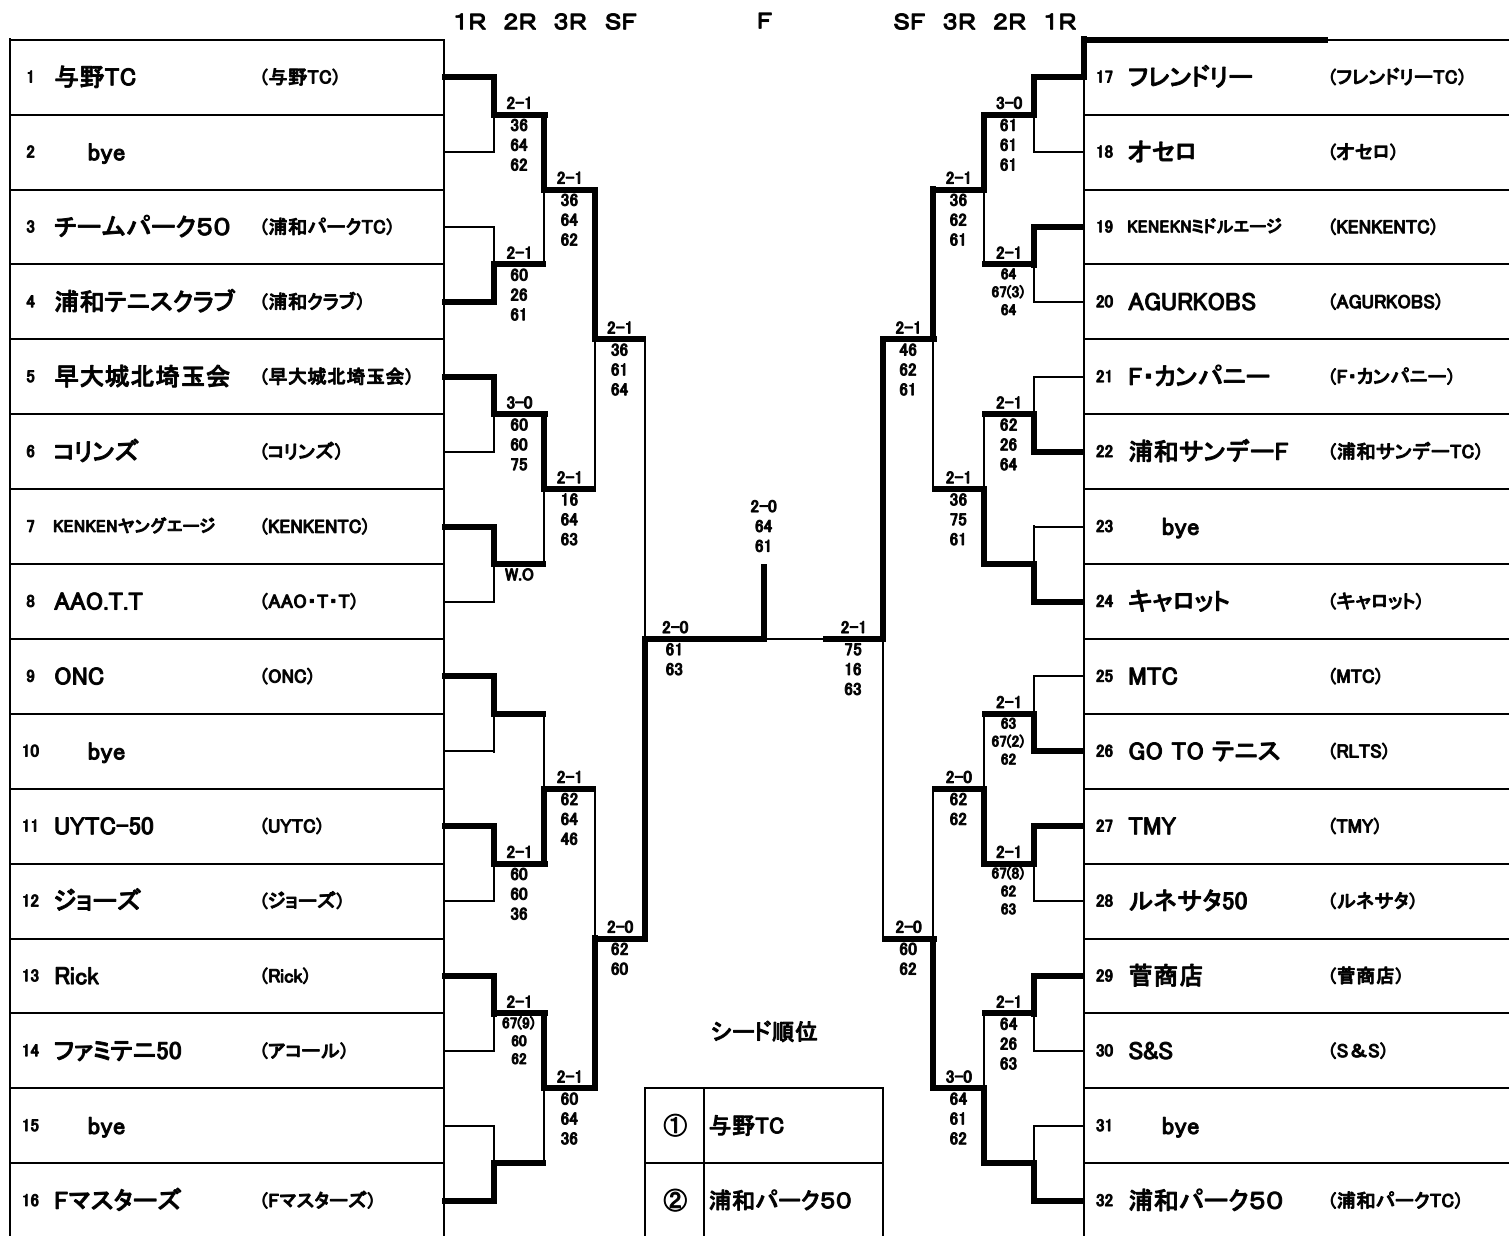 1R 2R 3R SF F SF 3R 2R 1R
1 与野TC (与野TC)
2 bye
3 チームパーク50 (浦和パークTC)
4 浦和テニスクラブ (浦和クラブ)
5 早大城北埼玉会 (早大城北埼玉会)
6 コリンズ (コリンズ)
7 KENKENヤングエージ (KENKENTC)
8 AAO.T.T (AAO・T・T)
9 ONC (ONC)
10 bye
11 UYTC-50 (UYTC)
12 ジョーズ (ジョーズ)
13 Rick (Rick)
14 ファミテニ50 (アコール)
15 bye
16 Fマスターズ (Fマスターズ)
2-1
36
64
62
2-1
60
26
61
3-0
60
60
75
W.O
2-1
60
60
36
2-1
67(9)
60
62
2-1
36
64
62
2-1
16
64
63
2-1
62
64
46
2-1
60
64
36
2-1
36
61
64
2-0
62
60
2-0
61
63
2-0
64
61
2-1
75
16
63
2-1
46
62
61
2-0
60
62
2-1
36
62
61
2-1
36
75
61
2-0
62
62
3-0
64
61
62
3-0
61
61
61
2-1
64
67(3)
64
2-1
62
26
64
2-1
63
67(2)
62
2-1
67(8)
62
63
2-1
64
26
63
17 フレンドリー (フレンドリーTC)
18 オセロ (オセロ)
19 KENEKNミドルエージ (KENKENTC)
20 AGURKOBS (AGURKOBS)
21 F・カンパニー (F・カンパニー)
22 浦和サンデーF (浦和サンデーTC)
23 bye
24 キャロット (キャロット)
25 MTC (MTC)
26 GO TO テニス (RLTS)
27 TMY (TMY)
28 ルネサタ50 (ルネサタ)
29 菅商店 (菅商店)
30 S&S (S&S)
31 bye
32 浦和パーク50 (浦和パークTC)
シード順位
① 与野TC
② 浦和パーク50